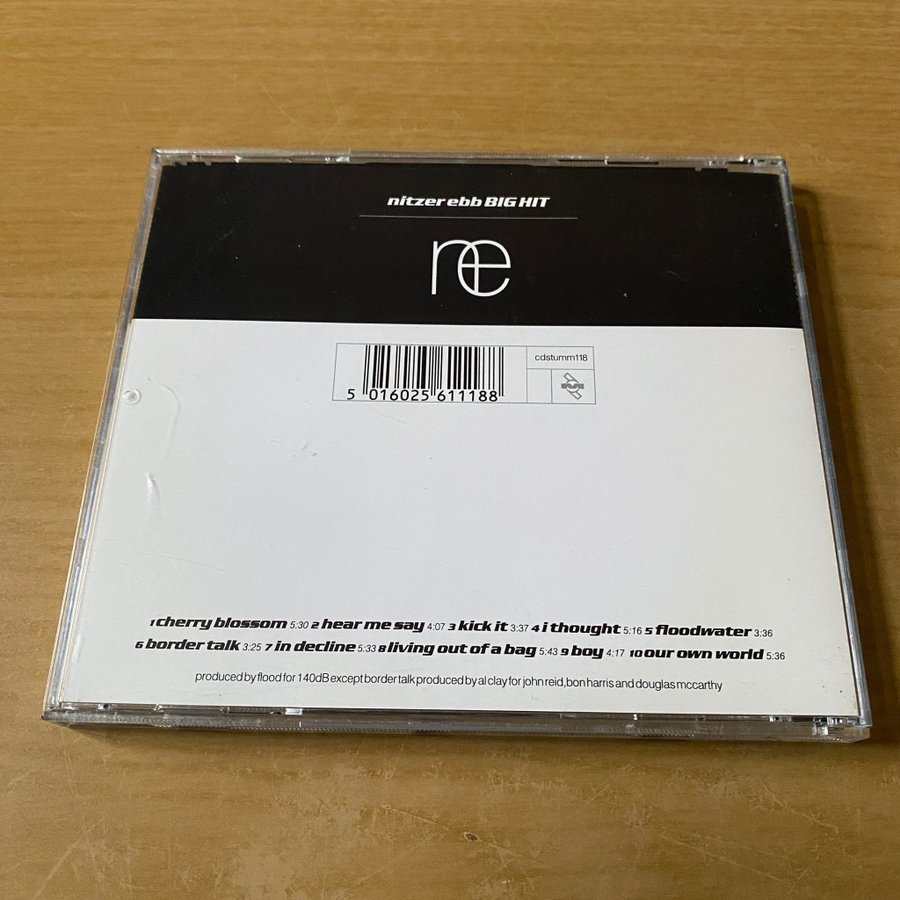 nitzer ebb BIG HIT
ne
cdstumm118
5 016025 611188
1 cherry blossom 5:30 2 hear me say 4:07 3 kick it 3:37 4 i thought 5:16 5 floodwater 3:36
6 border talk 3:25 7 in decline 5:33 8 living out of a bag 5:43 9 boy 4:17 10 our own world 5:36
produced by flood for 140dB except border talk produced by al clay for john reid, bon harris and douglas mccarthy